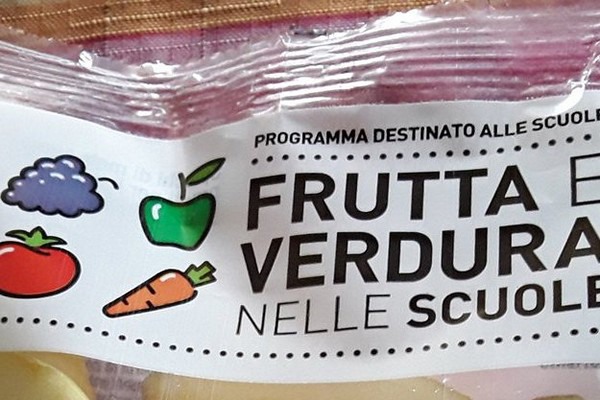 PROGRAMMA DESTINATO ALLE SCUOLE
FRUTTA E
VERDURA
NELLE SCUOLE